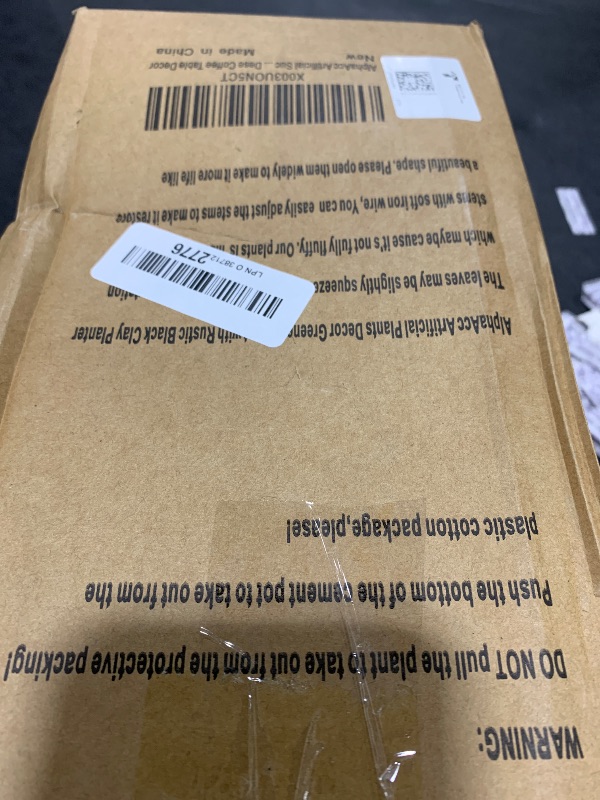 WARNING:
DO NOT pull the plant to take out from the protective packing!
Push the bottom of the cement pot to take out from the
plastic cotton package,please!
AlphaAcc Artificial Plants Decor Greene with Rustic Black Clay Planter
The leaves may be slightly squeeze
which maybe cause it's not fully fluffy. Our plants is
stems with soft iron wire, You can easily adjust the stems to make it restore
a beautiful shape. Please open them widely to make it more life like
LPN O 38712 2776
X003UON5CT
AlphaAcc Artificial Suc ... Dase Coffee Table Decor
New
Made in China